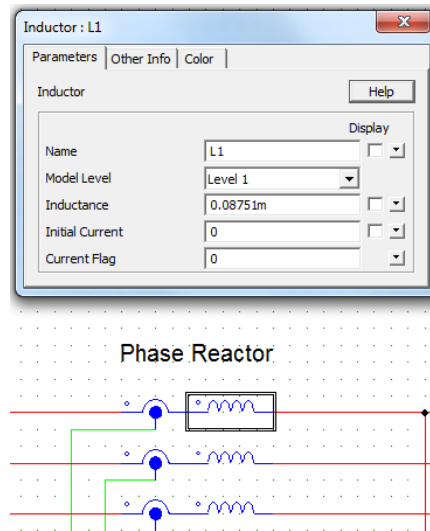 Inductor : L1
Parameters Other Info Color
Inductor Help
Display
Name L1
Model Level Level 1
Inductance 0.08751m
Initial Current 0
Current Flag 0
Phase Reactor